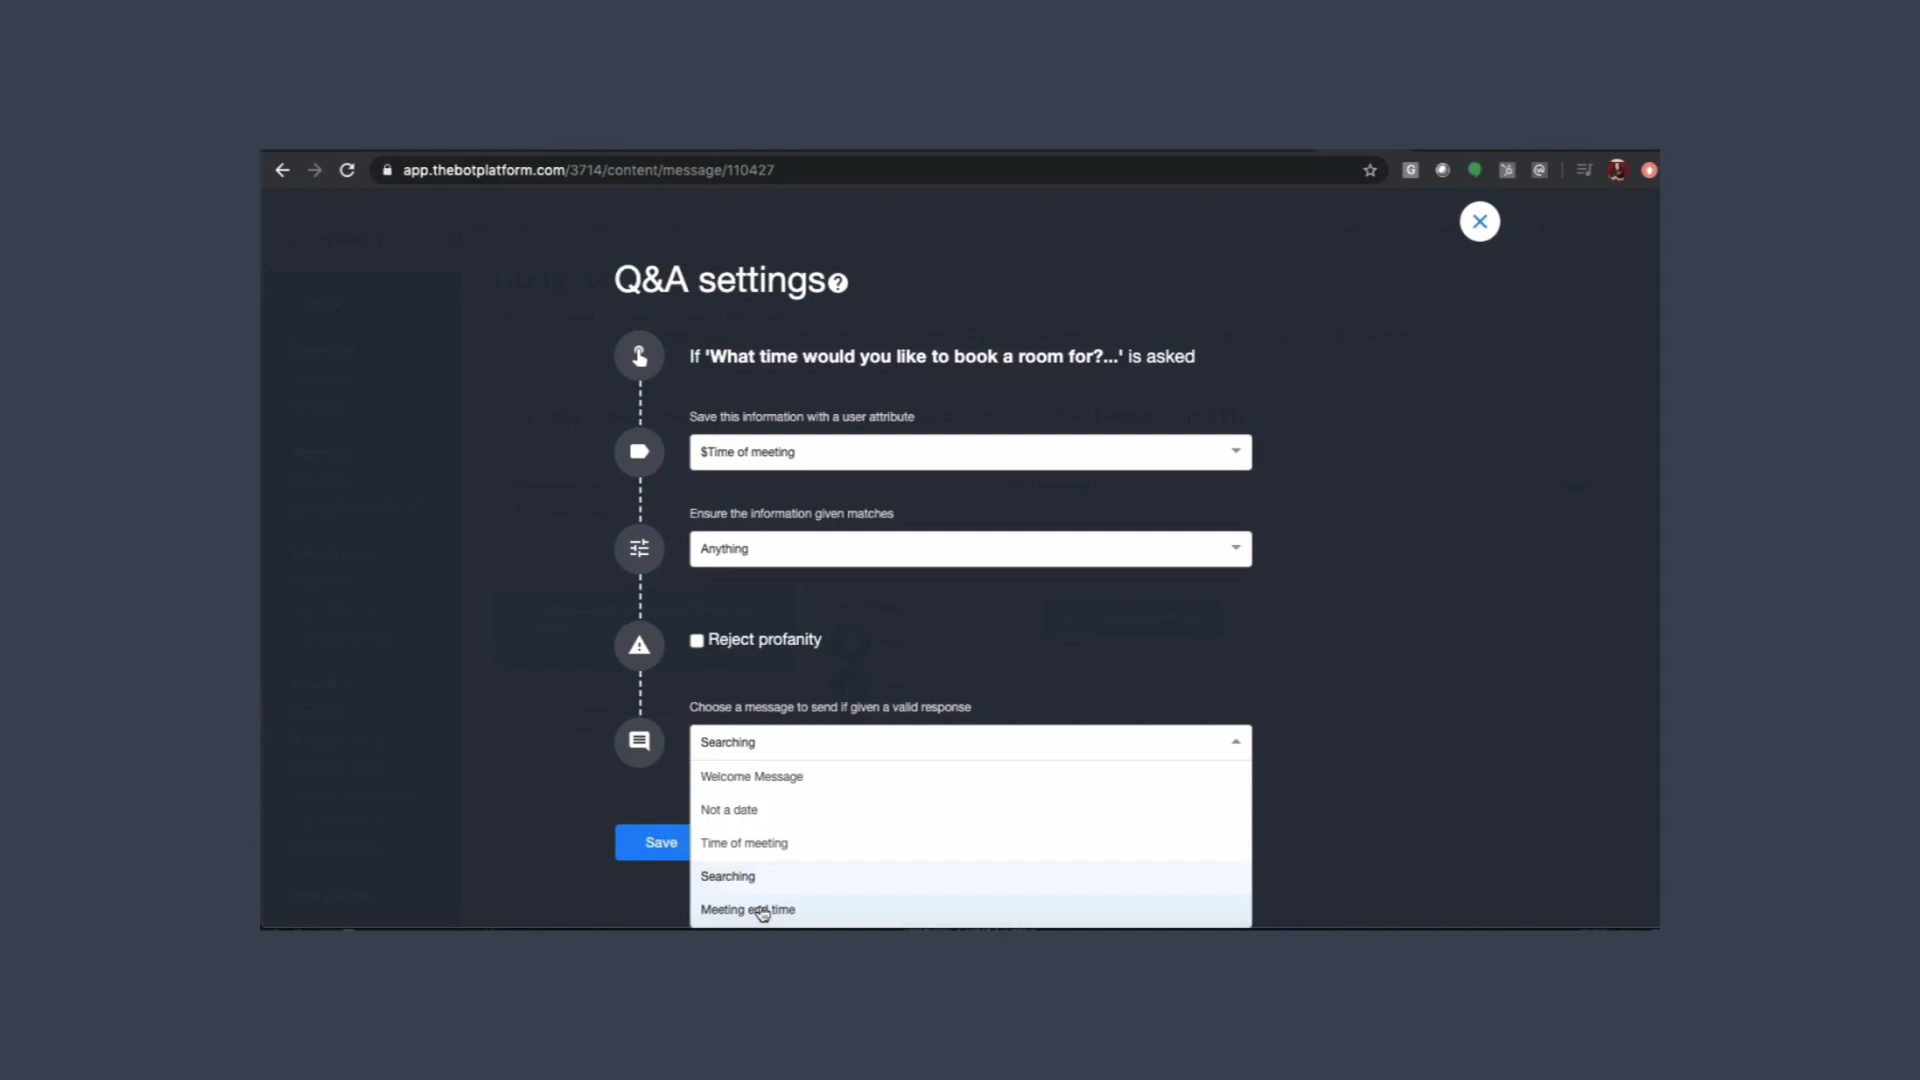 app.thebotplatform.com/3714/content/message/110427
Q&A settings
If 'What time would you like to book a room for?...' is asked
Save this information with a user attribute
$Time of meeting
Ensure the information given matches
Anything
Reject profanity
Choose a message to send if given a valid response
Searching
Welcome Message
Not a date
Save
Time of meeting
Searching
Meeting end time